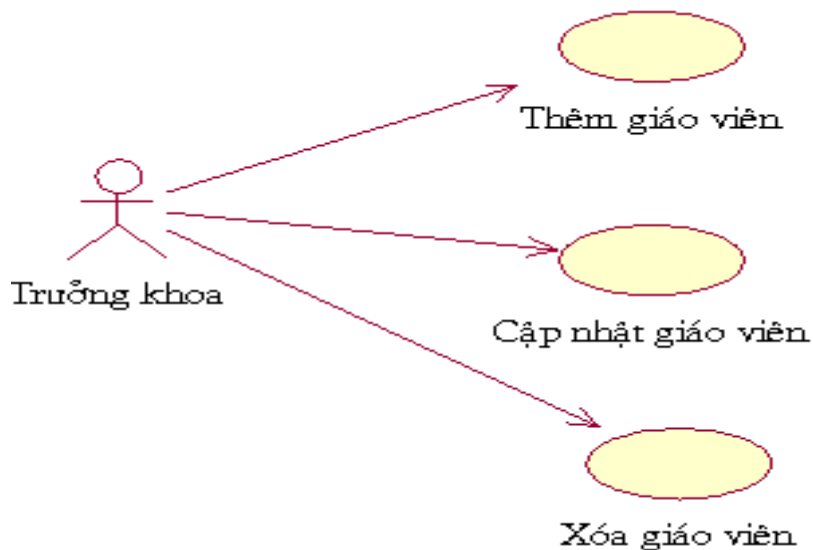 Thêm giáo viên
Trưởng khoa
Cập nhật giáo viên
Xóa giáo viên